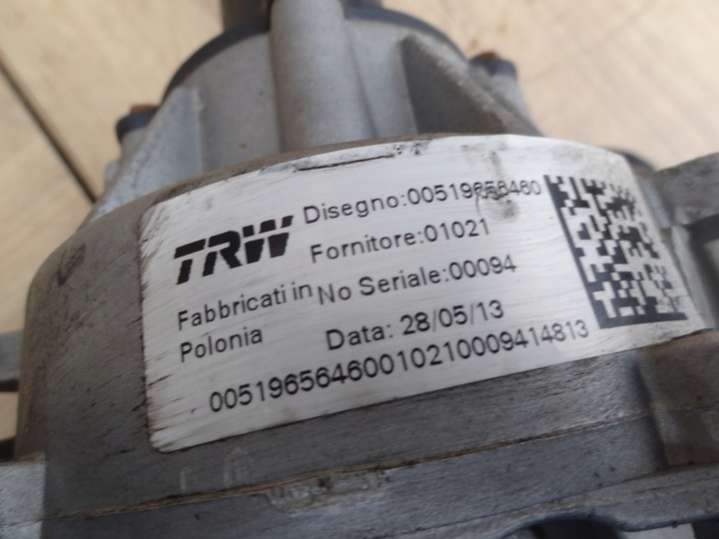 TRW
Disegno:00519656460
Fornitore:01021
Fabbricati in
Polonia
No Seriale:00094
Data: 28/05/13
00519656460010210009414813